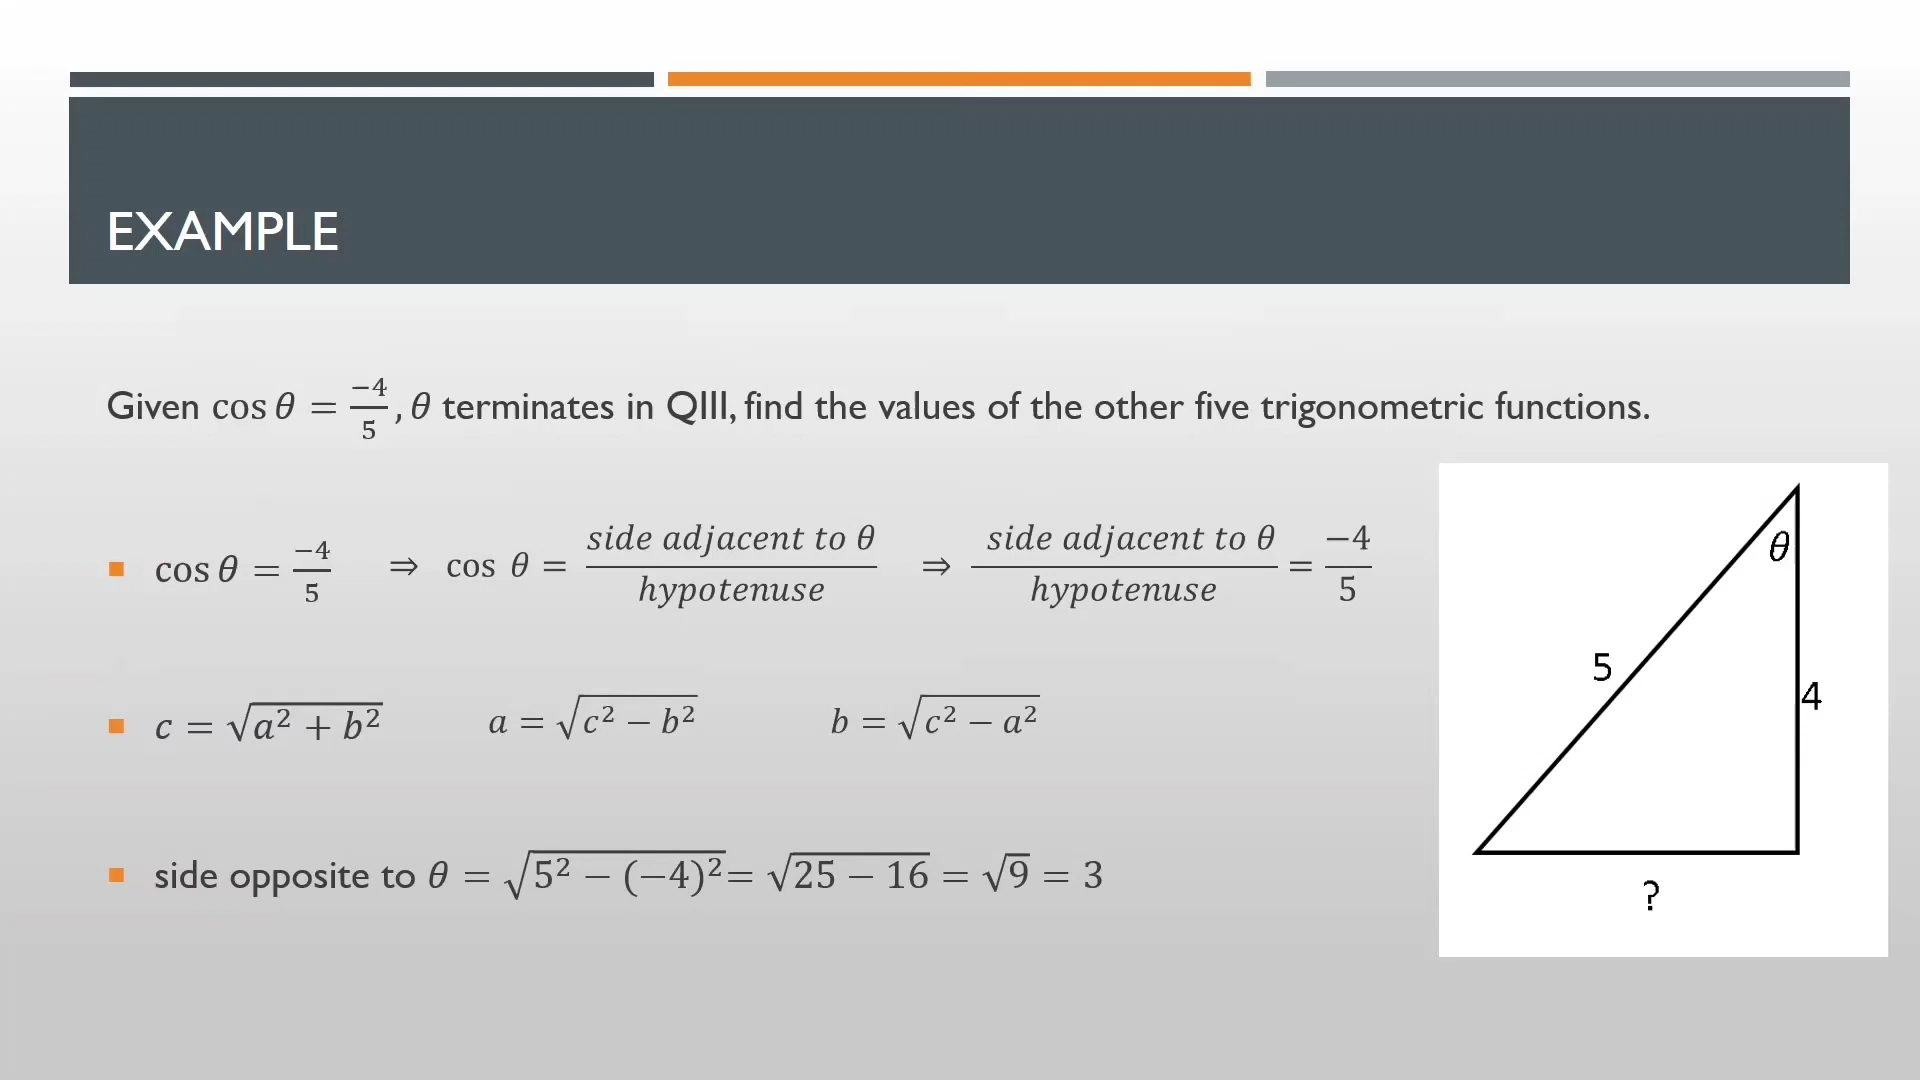 EXAMPLE
Given cos θ = −4/5, θ terminates in QIII, find the values of the other five trigonometric functions.
cos θ = −4/5 ⇒ cos θ = side adjacent to θ/hypotenuse ⇒ side adjacent to θ/hypotenuse = −4/5
c = √(a² + b²) a = √(c² − b²) b = √(c² − a²)
side opposite to θ = √(5² − (−4)²) = √(25 − 16) = √9 = 3
θ
5
4
?